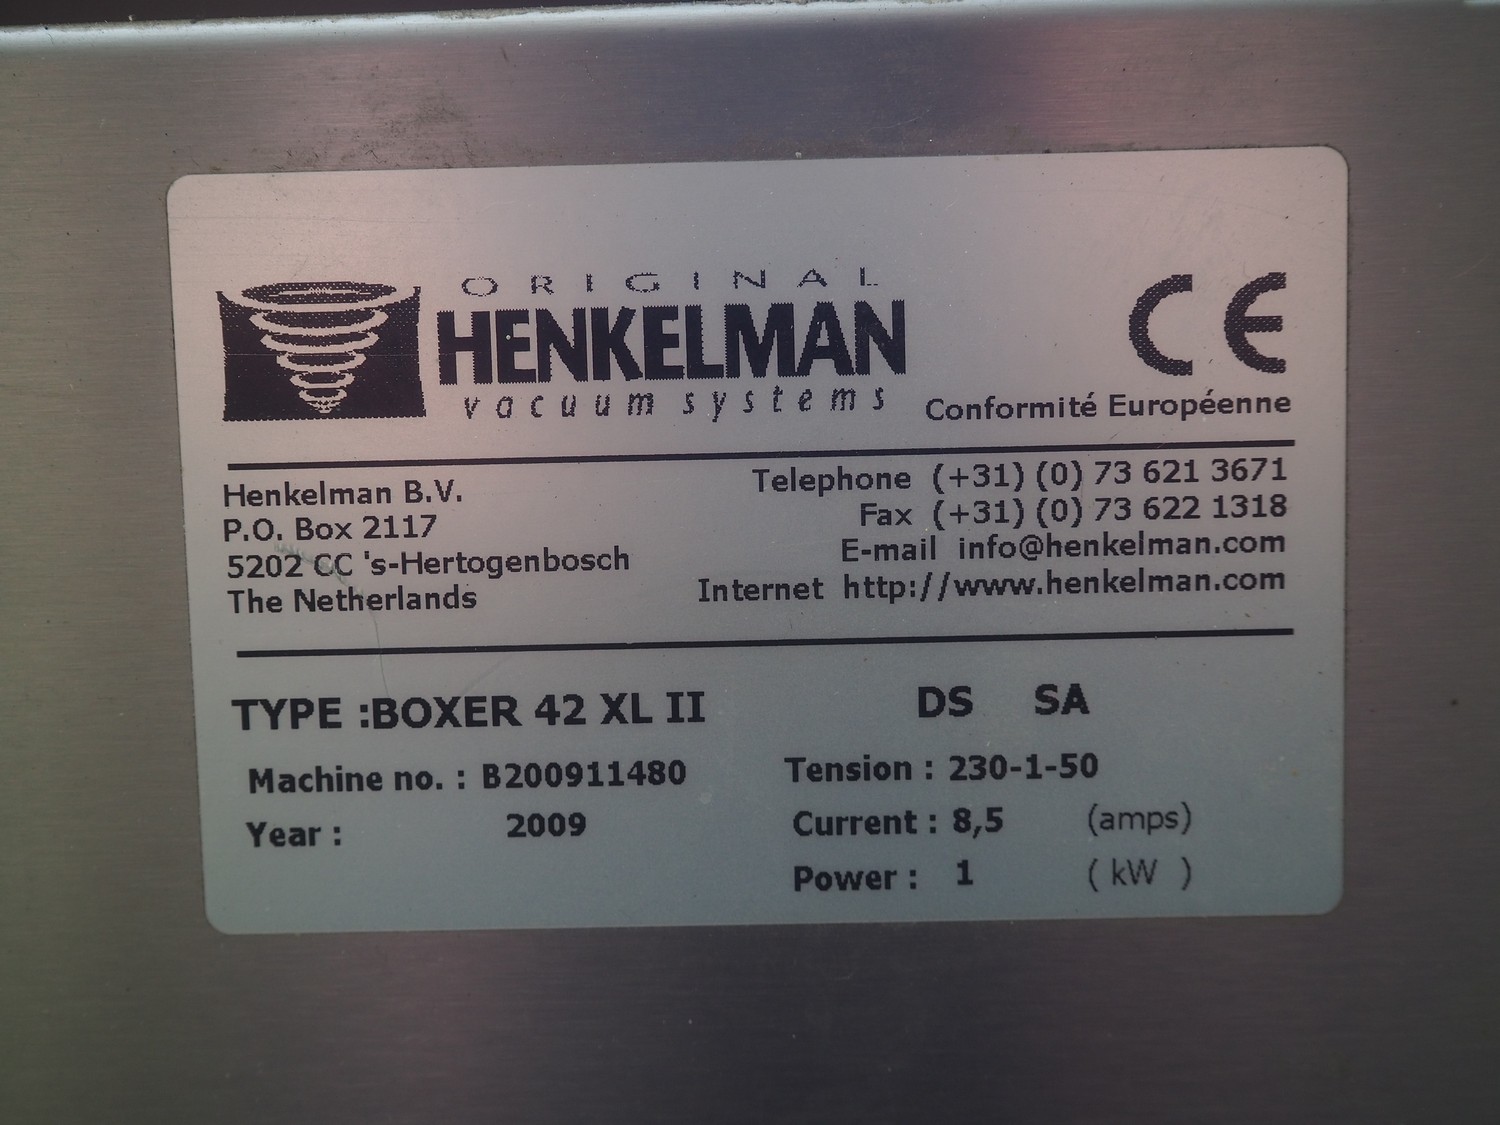 ORIGINAL
HENKELMAN
vacuum systems
CE
Conformité Européenne
Henkelman B.V.
P.O. Box 2117
5202 CC 's-Hertogenbosch
The Netherlands
Telephone (+31) (0) 73 621 3671
Fax (+31) (0) 73 622 1318
E-mail info@henkelman.com
Internet http://www.henkelman.com
TYPE :BOXER 42 XL II DS SA
Machine no. : B200911480
Year : 2009
Tension : 230-1-50
Current : 8,5 (amps)
Power : 1 ( kW )